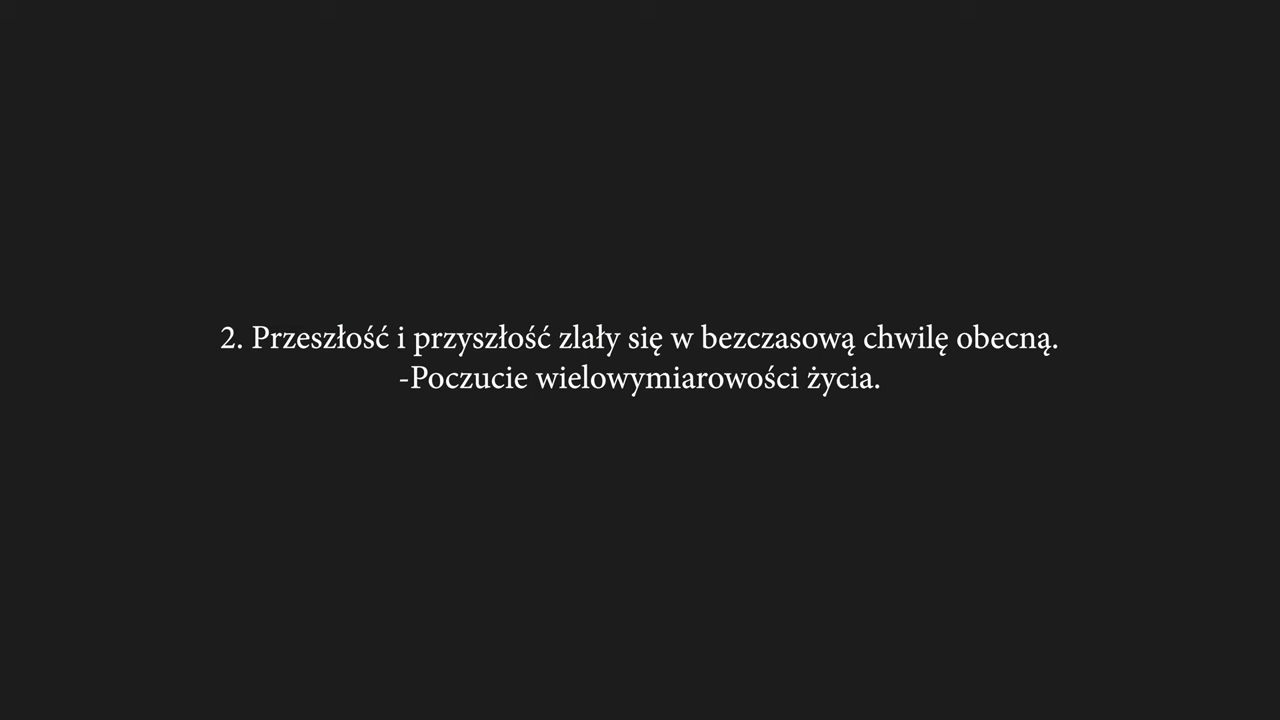 2. Przeszłość i przyszłość zlały się w bezczasową chwilę obecną.
-Poczucie wielowymiarowości życia.